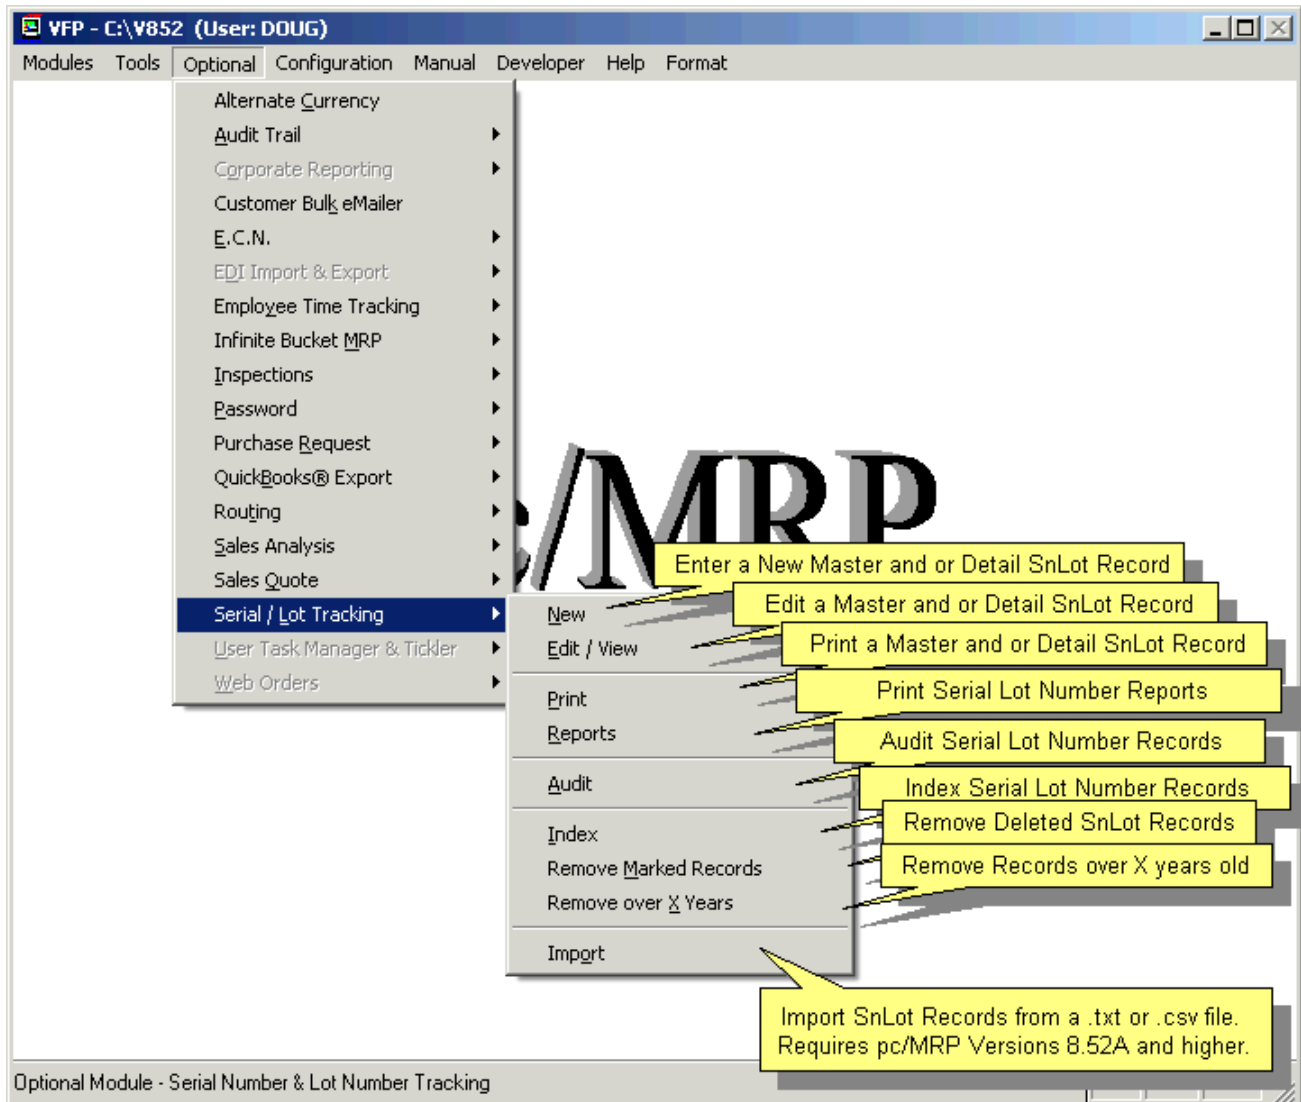 VFP - C:\V852 (User: DOUG)
Modules Tools Optional Configuration Manual Developer Help Format
Alternate Currency
Audit Trail
Corporate Reporting
Customer Bulk eMailer
E.C.N.
EDI Import & Export
Employee Time Tracking
Infinite Bucket MRP
Inspections
Password
Purchase Request
QuickBooks® Export
Routing
Sales Analysis
Sales Quote
Serial / Lot Tracking
User Task Manager & Tickler
Web Orders
/MRP
New
Edit / View
Print
Reports
Audit
Index
Remove Marked Records
Remove over X Years
Import
Enter a New Master and or Detail SnLot Record
Edit a Master and or Detail SnLot Record
Print a Master and or Detail SnLot Record
Print Serial Lot Number Reports
Audit Serial Lot Number Records
Index Serial Lot Number Records
Remove Deleted SnLot Records
Remove Records over X years old
Import SnLot Records from a .txt or .csv file.
Requires pc/MRP Versions 8.52A and higher.
Optional Module - Serial Number & Lot Number Tracking